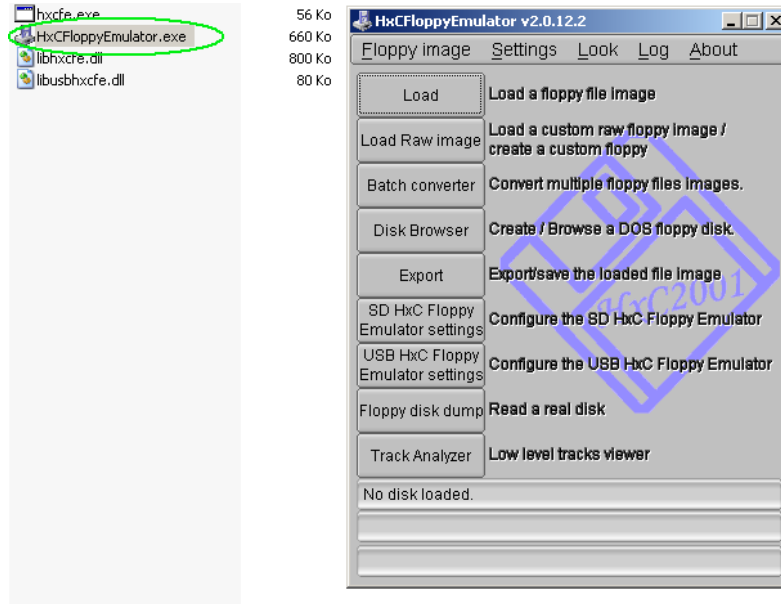 hxcfe.exe 56 Ko
HxCFloppyEmulator.exe 660 Ko
libhxcfe.dll 800 Ko
libusbhxcfe.dll 80 Ko
HxCFloppyEmulator v2.0.12.2
Floppy image Settings Look Log About
Load Load a floppy file image
Load Raw image Load a custom raw floppy image /
create a custom floppy
Batch converter Convert multiple floppy files images.
Disk Browser Create / Browse a DOS floppy disk.
Export Export/save the loaded file image
HxC2001
SD HxC Floppy
Emulator settings Configure the SD HxC Floppy Emulator
USB HxC Floppy
Emulator settings Configure the USB HxC Floppy Emulator
Floppy disk dump Read a real disk
Track Analyzer Low level tracks viewer
No disk loaded.